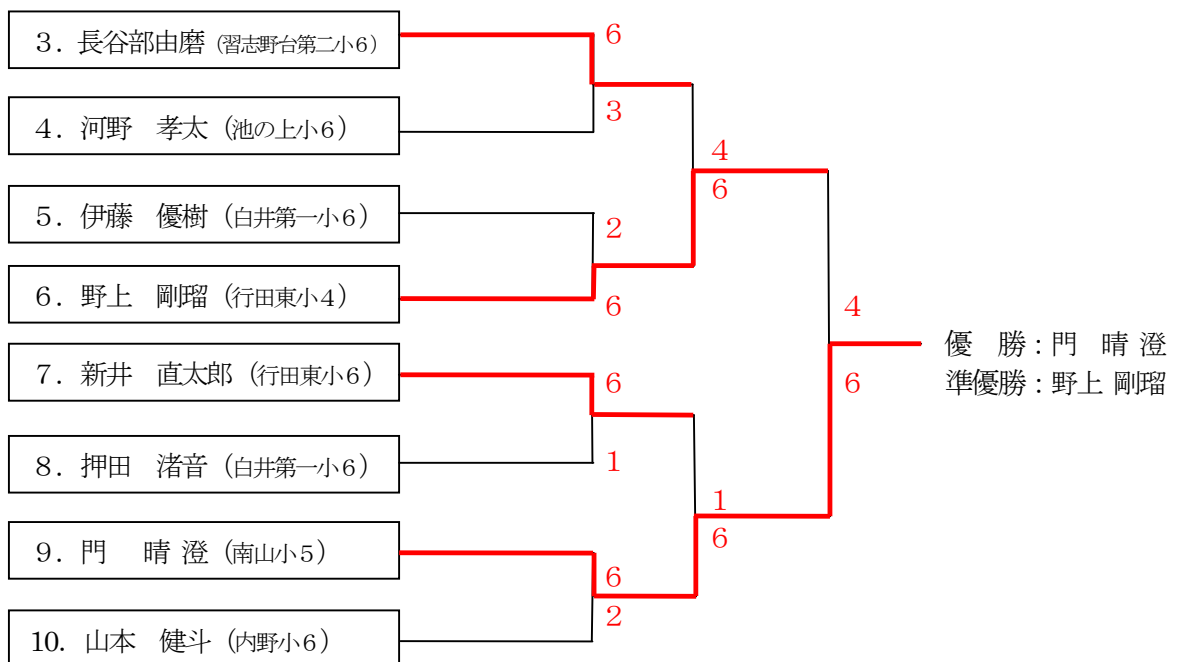 3．長谷部由磨（習志野台第二小6）
6
3
4．河野　孝太（池の上小6）
4
6
5．伊藤　優樹（白井第一小6）
2
6．野上　剛瑠（行田東小4）
6
4
優　勝：門　晴 澄
7．新井　直太郎（行田東小6）
6
6
準優勝：野上 剛瑠
8．押田　渚音（白井第一小6）
1
1
6
9．門　晴 澄（南山小5）
6
2
10．山本　健斗（内野小6）